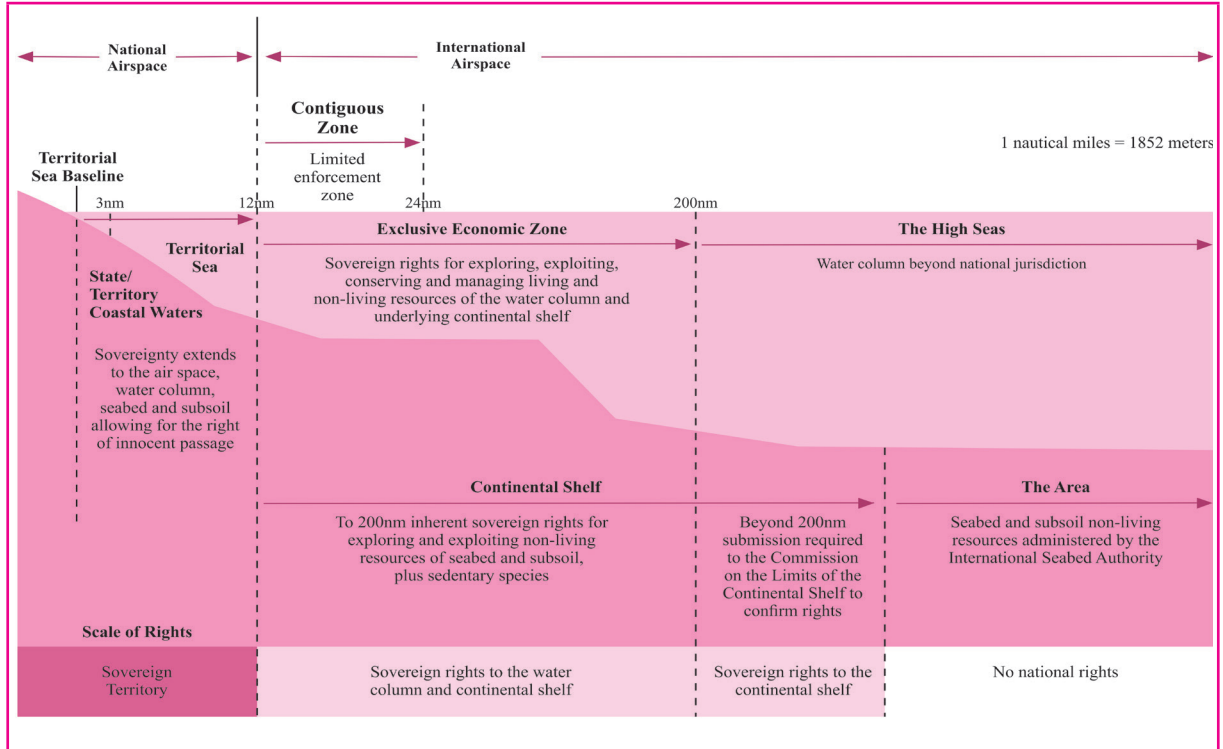 National
Airspace
International
Airspace
Contiguous
Zone
Limited
enforcement
zone
1 nautical miles = 1852 meters
Territorial
Sea Baseline
3nm
12nm
24nm
200nm
Territorial
Sea
State/
Territory
Coastal Waters
Sovereignty extends
to the air space,
water column,
seabed and subsoil
allowing for the right
of innocent passage
Exclusive Economic Zone
Sovereign rights for exploring, exploiting,
conserving and managing living and
non-living resources of the water column and
underlying continental shelf
The High Seas
Water column beyond national jurisdiction
Continental Shelf
To 200nm inherent sovereign rights for
exploring and exploiting non-living
resources of seabed and subsoil,
plus sedentary species
Beyond 200nm
submission required
to the Commission
on the Limits of the
Continental Shelf to
confirm rights
The Area
Seabed and subsoil non-living
resources administered by the
International Seabed Authority
Scale of Rights
Sovereign
Territory
Sovereign rights to the water
column and continental shelf
Sovereign rights to the
continental shelf
No national rights